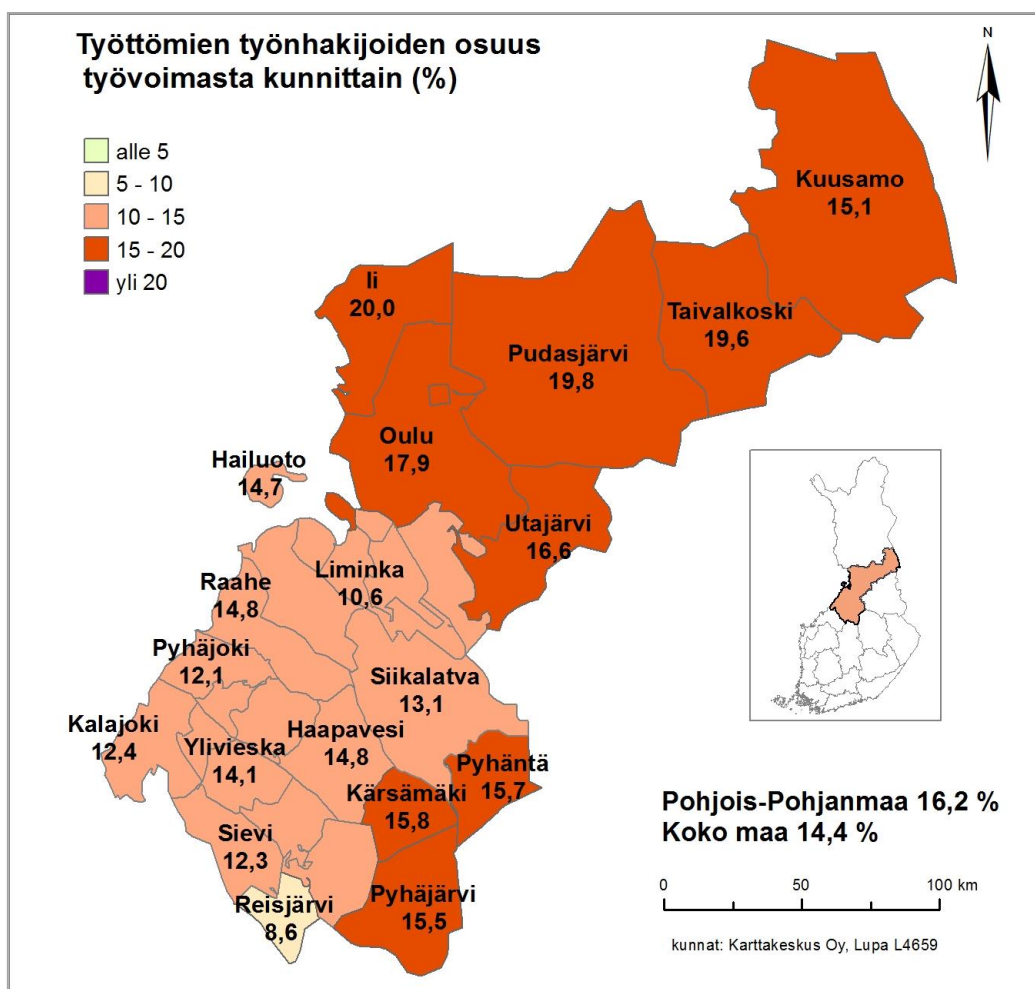 Työttömien työnhakijoiden osuus
työvoimasta kunnittain (%)
alle 5
5 - 10
10 - 15
15 - 20
yli 20
N
Kuusamo
15,1
Ii
20,0
Taivalkoski
19,6
Pudasjärvi
19,8
Oulu
17,9
Hailuoto
14,7
Utajärvi
16,6
Liminka
10,6
Raahe
14,8
Pyhäjoki
12,1
Siikalatva
13,1
Kalajoki
12,4
Haapavesi
14,8
Ylivieska
14,1
Pyhäntä
15,7
Kärsämäki
15,8
Sievi
12,3
Pyhäjärvi
15,5
Reisjärvi
8,6
Pohjois-Pohjanmaa 16,2 %
Koko maa 14,4 %
0 50 100 km
kunnat: Karttakeskus Oy, Lupa L4659